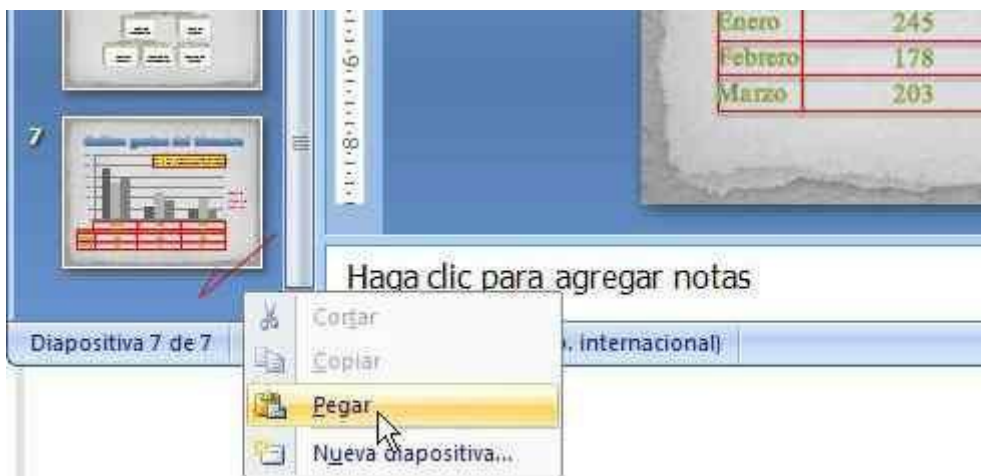 Enero 245
Febrero 178
Marzo 203
7
Haga clic para agregar notas
Diapositiva 7 de 7
internacional)
Cortar
Copiar
Pegar
Nueva diapositiva...